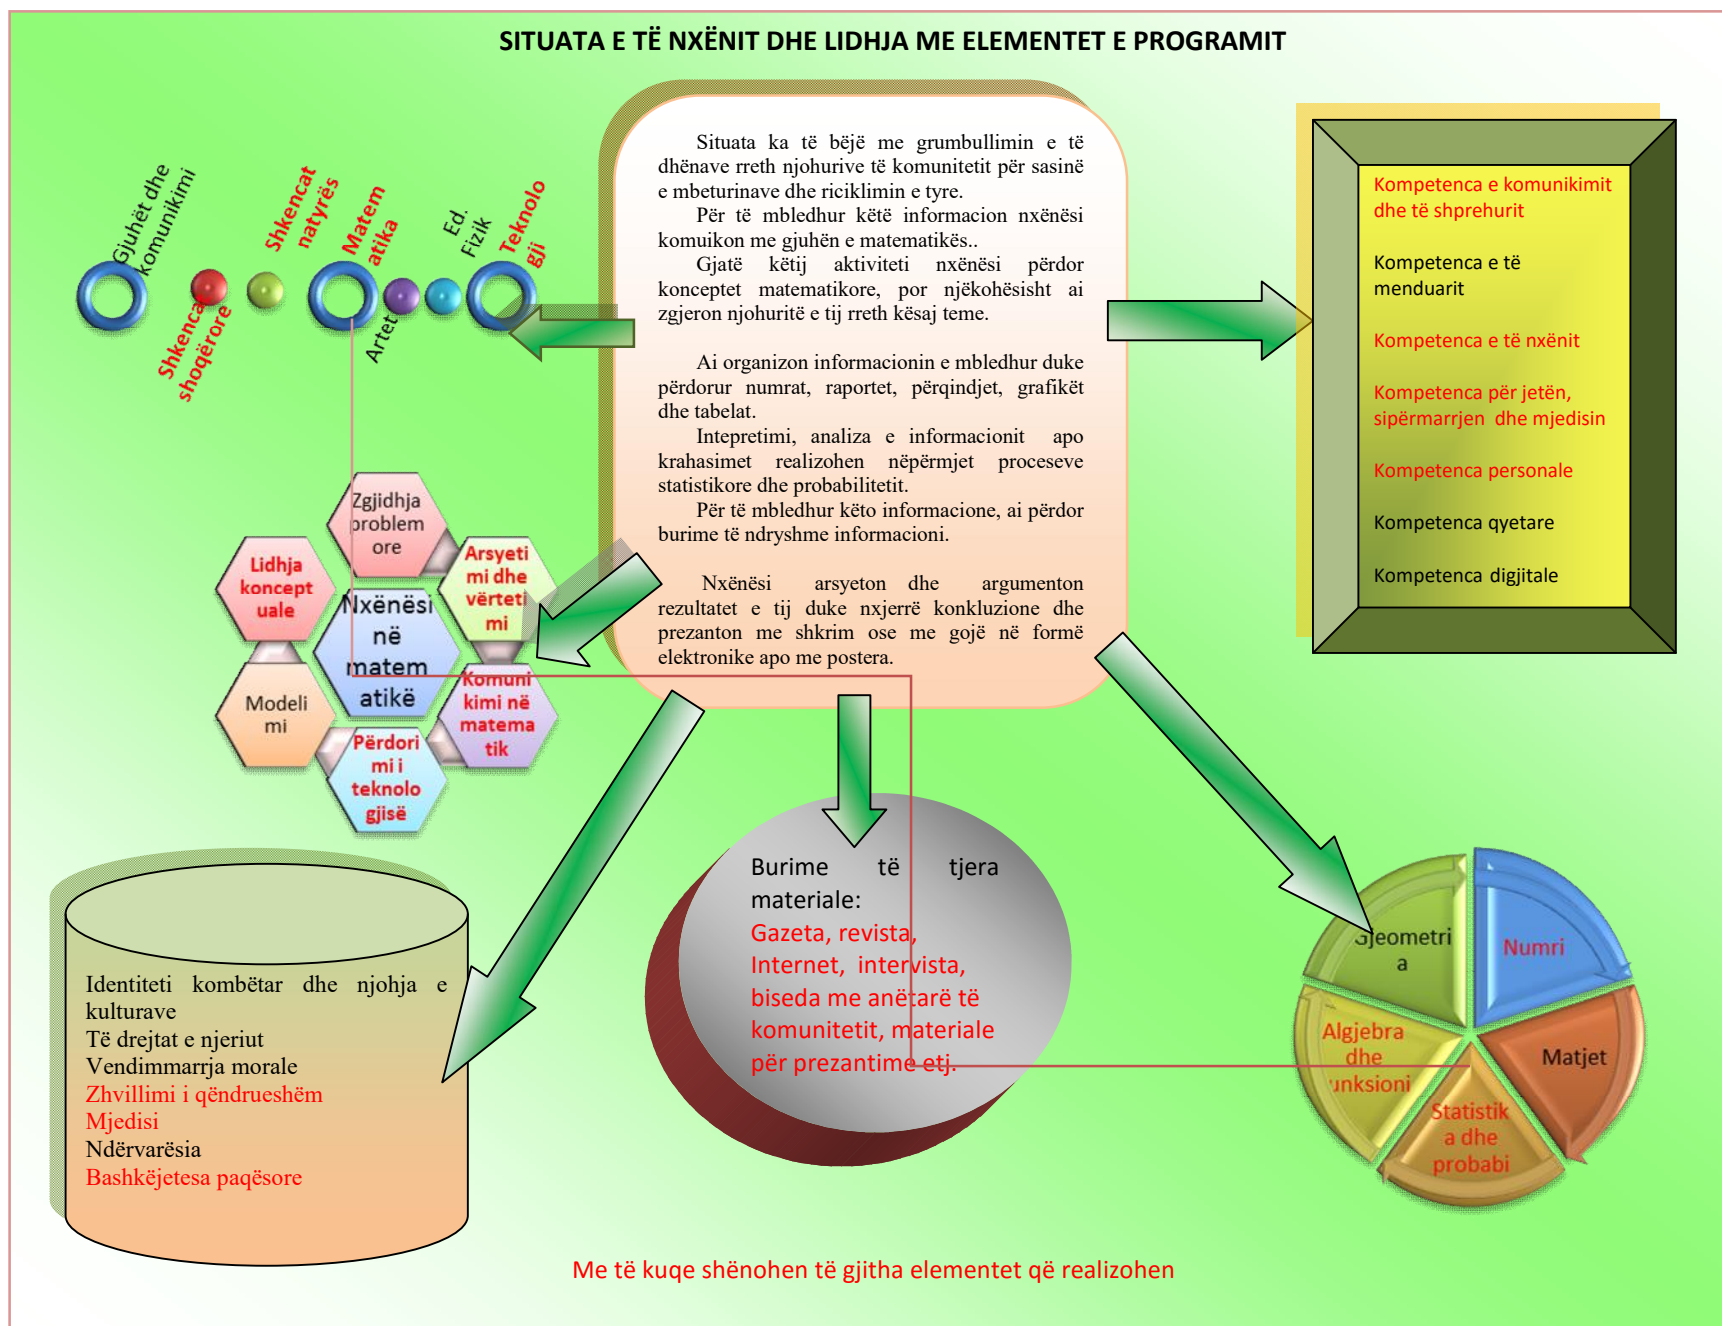 SITUATA E TË NXËNIT DHE LIDHJA ME ELEMENTET E PROGRAMIT
Gjuhët dhe
komunikimi
Shkencat
natyrës
Matem
atika
Ed.
Fizik
Teknolo
gji
Shkencat
shoqërore
Artet
Situata ka të bëjë me grumbullimin e të
dhënave rreth njohurive të komunitetit për sasinë
e mbeturinave dhe riciklimin e tyre.
Për të mbledhur këtë informacion nxënësi
komuikon me gjuhën e matematikës..
Gjatë këtij aktiviteti nxënësi përdor
konceptet matematikore, por njëkohësisht ai
zgjeron njohuritë e tij rreth kësaj teme.
Ai organizon informacionin e mbledhur duke
përdorur numrat, raportet, përqindjet, grafikët
dhe tabelat.
Intepretimi, analiza e informacionit apo
krahasimet realizohen nëpërmjet proceseve
statistikore dhe probabilitetit.
Për të mbledhur këto informacione, ai përdor
burime të ndryshme informacioni.
Nxënësi arsyeton dhe argumenton
rezultatet e tij duke nxjerrë konkluzione dhe
prezanton me shkrim ose me gojë në formë
elektronike apo me postera.
Kompetenca e komunikimit
dhe të shprehurit
Kompetenca e të
menduarit
Kompetenca e të nxënit
Kompetenca për jetën,
sipërmarrjen dhe mjedisin
Kompetenca personale
Kompetenca qyetare
Kompetenca digjitale
Zgjidhja
problem
ore
Lidhja
koncept
uale
Arsyeti
mi dhe
vërteti
mi
Nxënësi
në
matem
atikë
Modeli
mi
Komuni
kimi në
matema
tik
Përdori
mi i
teknolo
gjisë
Identiteti kombëtar dhe njohja e
kulturave
Të drejtat e njeriut
Vendimmarrja morale
Zhvillimi i qëndrueshëm
Mjedisi
Ndërvarësia
Bashkëjetesa paqësore
Burime të tjera
materiale:
Gazeta, revista,
Internet, intervista,
biseda me anëtarë të
komunitetit, materiale
për prezantime etj.
Gjeometri
a
Numri
Algjebra
dhe
unksioni
Matjet
Statistik
a dhe
probabi
Me të kuqe shënohen të gjitha elementet që realizohen